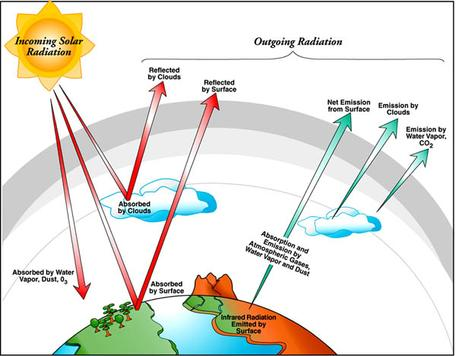 Incoming Solar
Radiation
Outgoing Radiation
Reflected
by Clouds
Reflected
by Surface
Net Emission
from Surface
Emission by
Clouds
Emission by
Water Vapor,
CO2
Absorbed
by Clouds
Absorption and
Emission by
Atmospheric Gases,
Water Vapor and Dust
Absorbed by Water
Vapor, Dust, 03
Absorbed
by Surface
Infrared Radiation
Emitted by
Surface